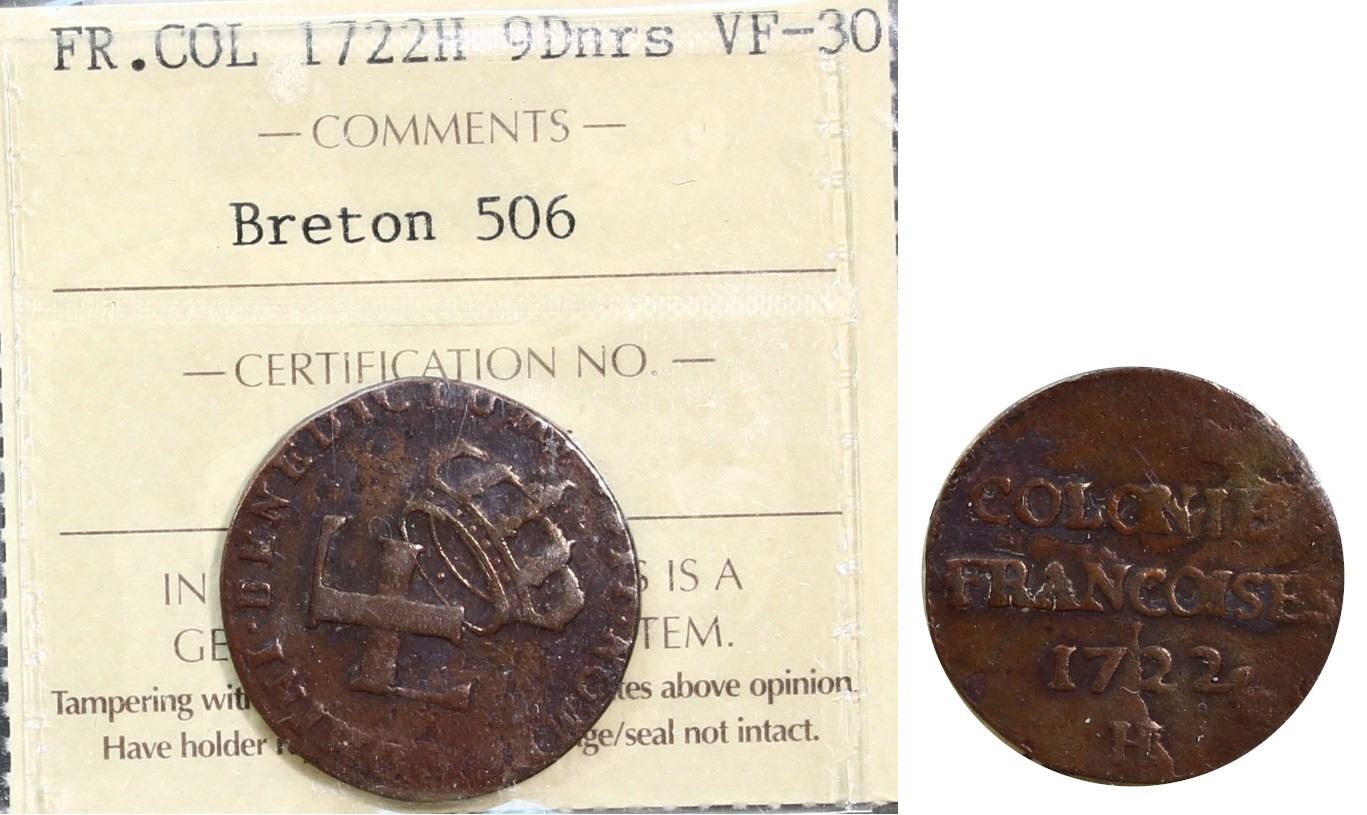 FR.COL 1722H 9Dnrs VF-30
— COMMENTS —
Breton 506
— CERTIFICATION NO. —
IN S IS A
GE TEM.
Tampering wit tes above opinion.
Have holder ge/seal not intact.
BENEDICTUM
COLONIE
FRANCOISE
1722
H